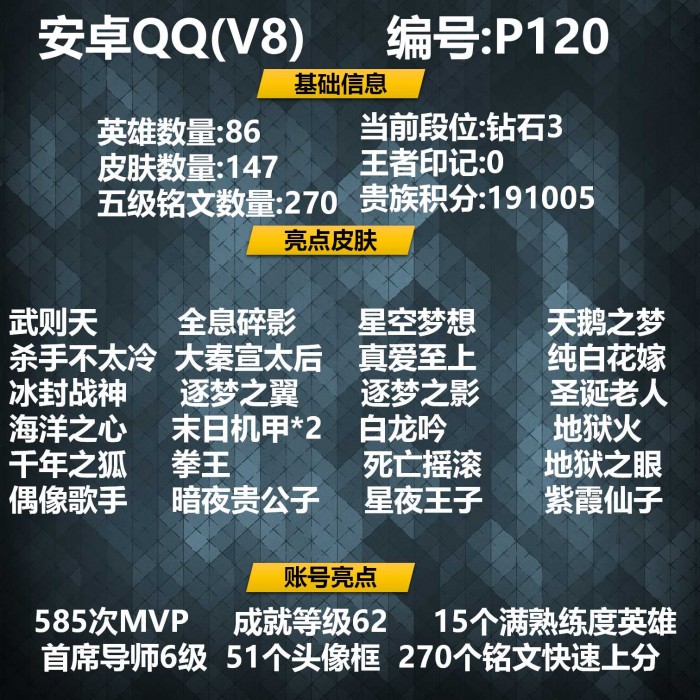 安卓QQ(V8) 编号:P120
基础信息
英雄数量:86 当前段位:钻石3
皮肤数量:147 王者印记:0
五级铭文数量:270 贵族积分:191005
亮点皮肤
武则天 全息碎影 星空梦想 天鹅之梦
杀手不太冷 大秦宣太后 真爱至上 纯白花嫁
冰封战神 逐梦之翼 逐梦之影 圣诞老人
海洋之心 末日机甲*2 白龙吟 地狱火
千年之狐 拳王 死亡摇滚 地狱之眼
偶像歌手 暗夜贵公子 星夜王子 紫霞仙子
账号亮点
585次MVP 成就等级62 15个满熟练度英雄
首席导师6级 51个头像框 270个铭文快速上分